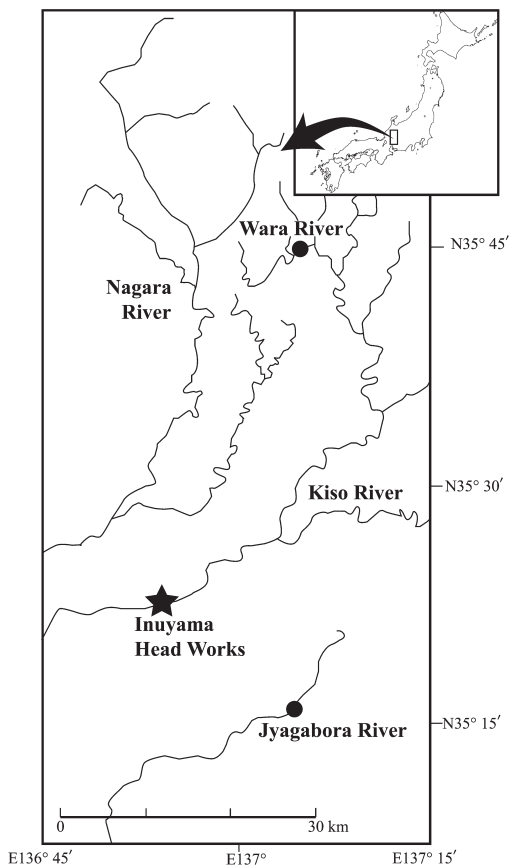 Wara River
N35° 45′
Nagara
River
N35° 30′
Kiso River
Inuyama
Head Works
N35° 15′
Jyagabora River
0
30 km
E136° 45′
E137°
E137° 15′